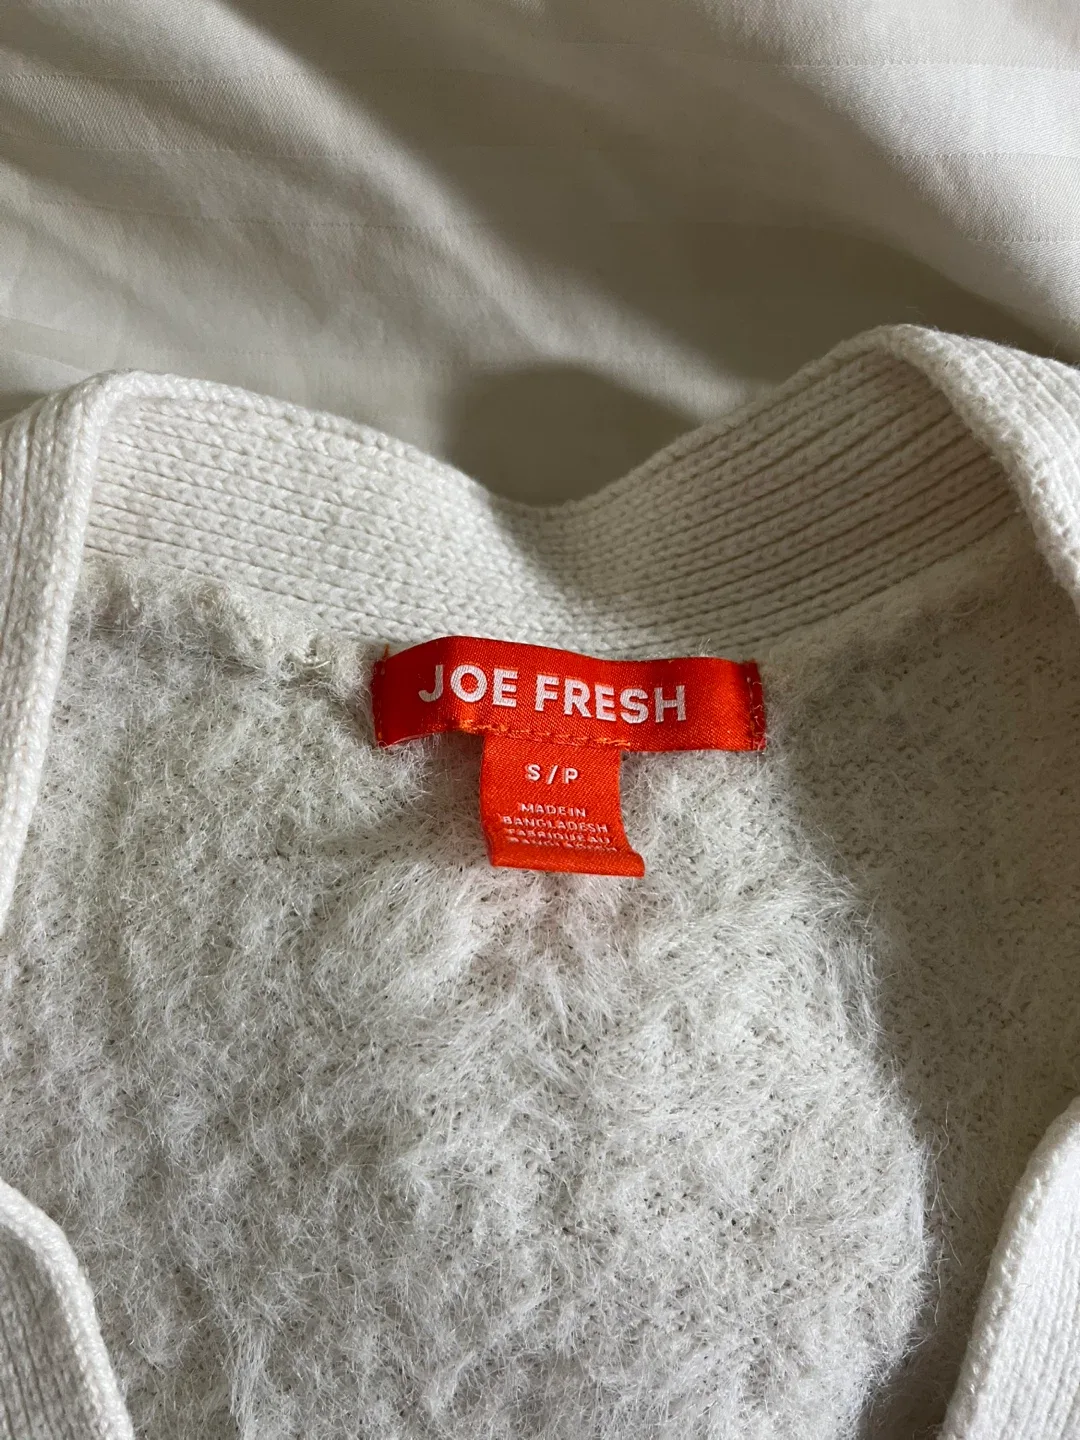 JOE FRESH
S/P
MADE IN
BANGLADESH
FABRIQUÉ AU